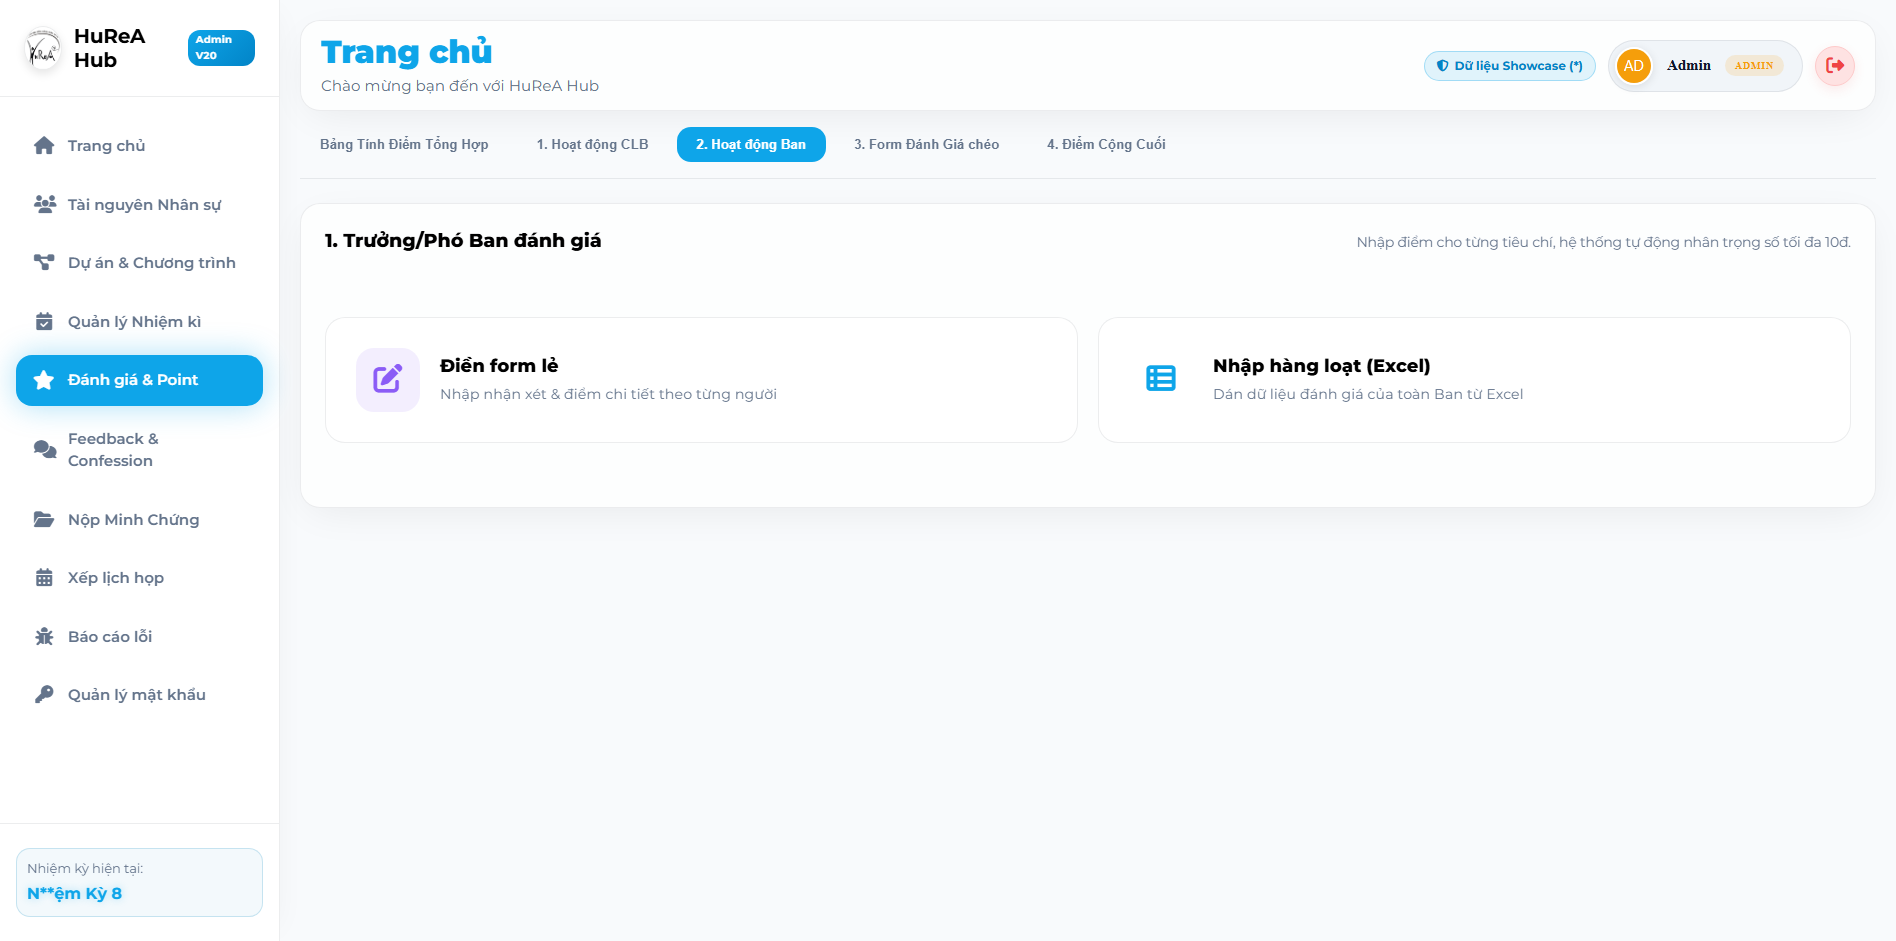 HuReA
Hub
Admin
V20
Trang chủ
Tài nguyên Nhân sự
Dự án & Chương trình
Quản lý Nhiệm kì
Đánh giá & Point
Feedback &
Confession
Nộp Minh Chứng
Xếp lịch họp
Báo cáo lỗi
Quản lý mật khẩu
Nhiệm kỳ hiện tại:
N**ệm Kỳ 8
Trang chủ
Chào mừng bạn đến với HuReA Hub
Dữ liệu Showcase (*)
AD
Admin
ADMIN
Bảng Tính Điểm Tổng Hợp
1. Hoạt động CLB
2. Hoạt động Ban
3. Form Đánh Giá chéo
4. Điểm Cộng Cuối
1. Trưởng/Phó Ban đánh giá
Nhập điểm cho từng tiêu chí, hệ thống tự động nhân trọng số tối đa 10đ.
Điền form lẻ
Nhập nhận xét & điểm chi tiết theo từng người
Nhập hàng loạt (Excel)
Dán dữ liệu đánh giá của toàn Ban từ Excel